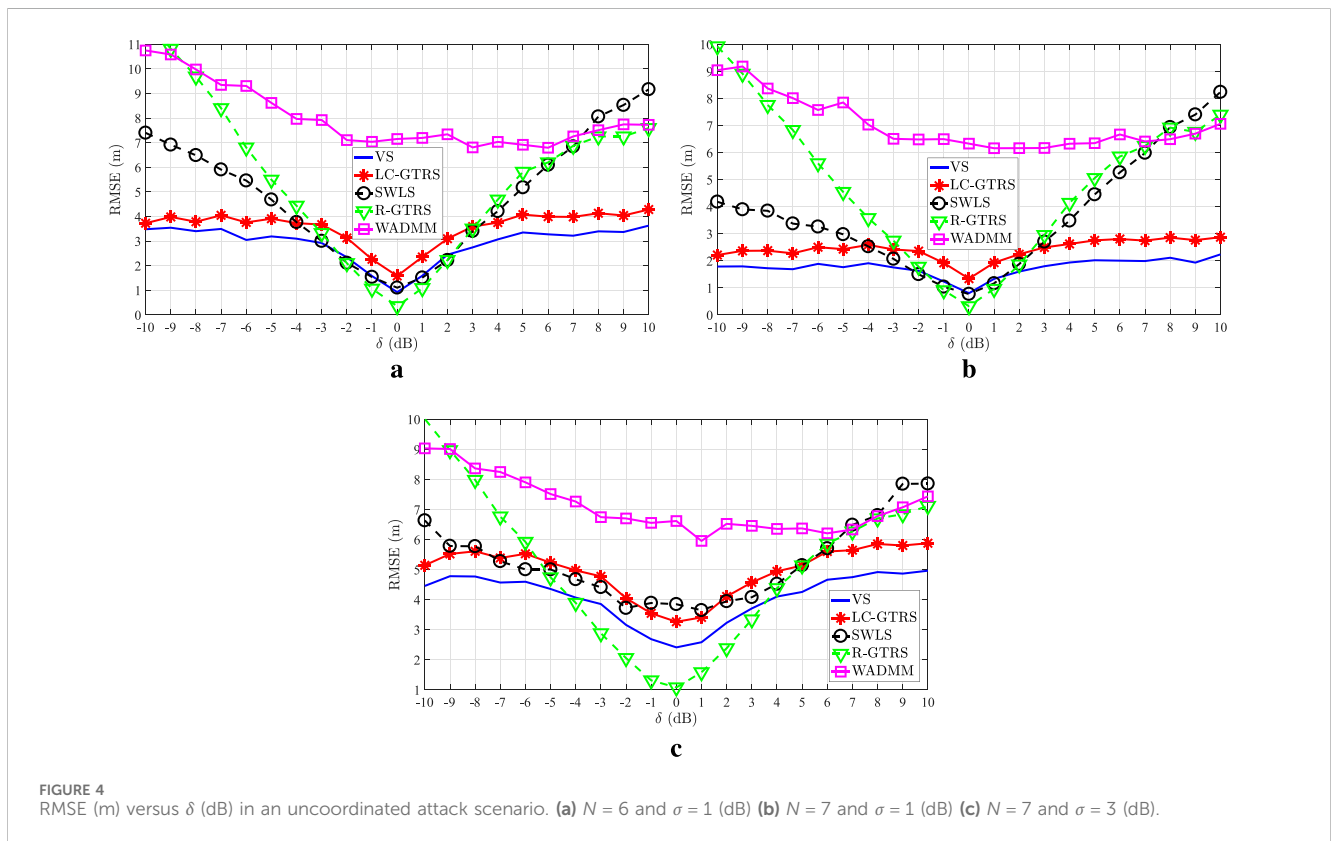 11
10
9
8
7
6
5
4
3
2
1
0
RMSE (m)
-10 -9 -8 -7 -6 -5 -4 -3 -2 -1 0 1 2 3 4 5 6 7 8 9 10
δ (dB)
VS
LC-GTRS
SWLS
R-GTRS
WADMM
a
10
9
8
7
6
5
4
3
2
1
0
RMSE (m)
-10 -9 -8 -7 -6 -5 -4 -3 -2 -1 0 1 2 3 4 5 6 7 8 9 10
δ (dB)
VS
LC-GTRS
SWLS
R-GTRS
WADMM
b
10
9
8
7
6
5
4
3
2
1
RMSE (m)
-10 -9 -8 -7 -6 -5 -4 -3 -2 -1 0 1 2 3 4 5 6 7 8 9 10
δ (dB)
VS
LC-GTRS
SWLS
R-GTRS
WADMM
c
FIGURE 4
RMSE (m) versus δ (dB) in an uncoordinated attack scenario. (a) N = 6 and σ = 1 (dB) (b) N = 7 and σ = 1 (dB) (c) N = 7 and σ = 3 (dB).